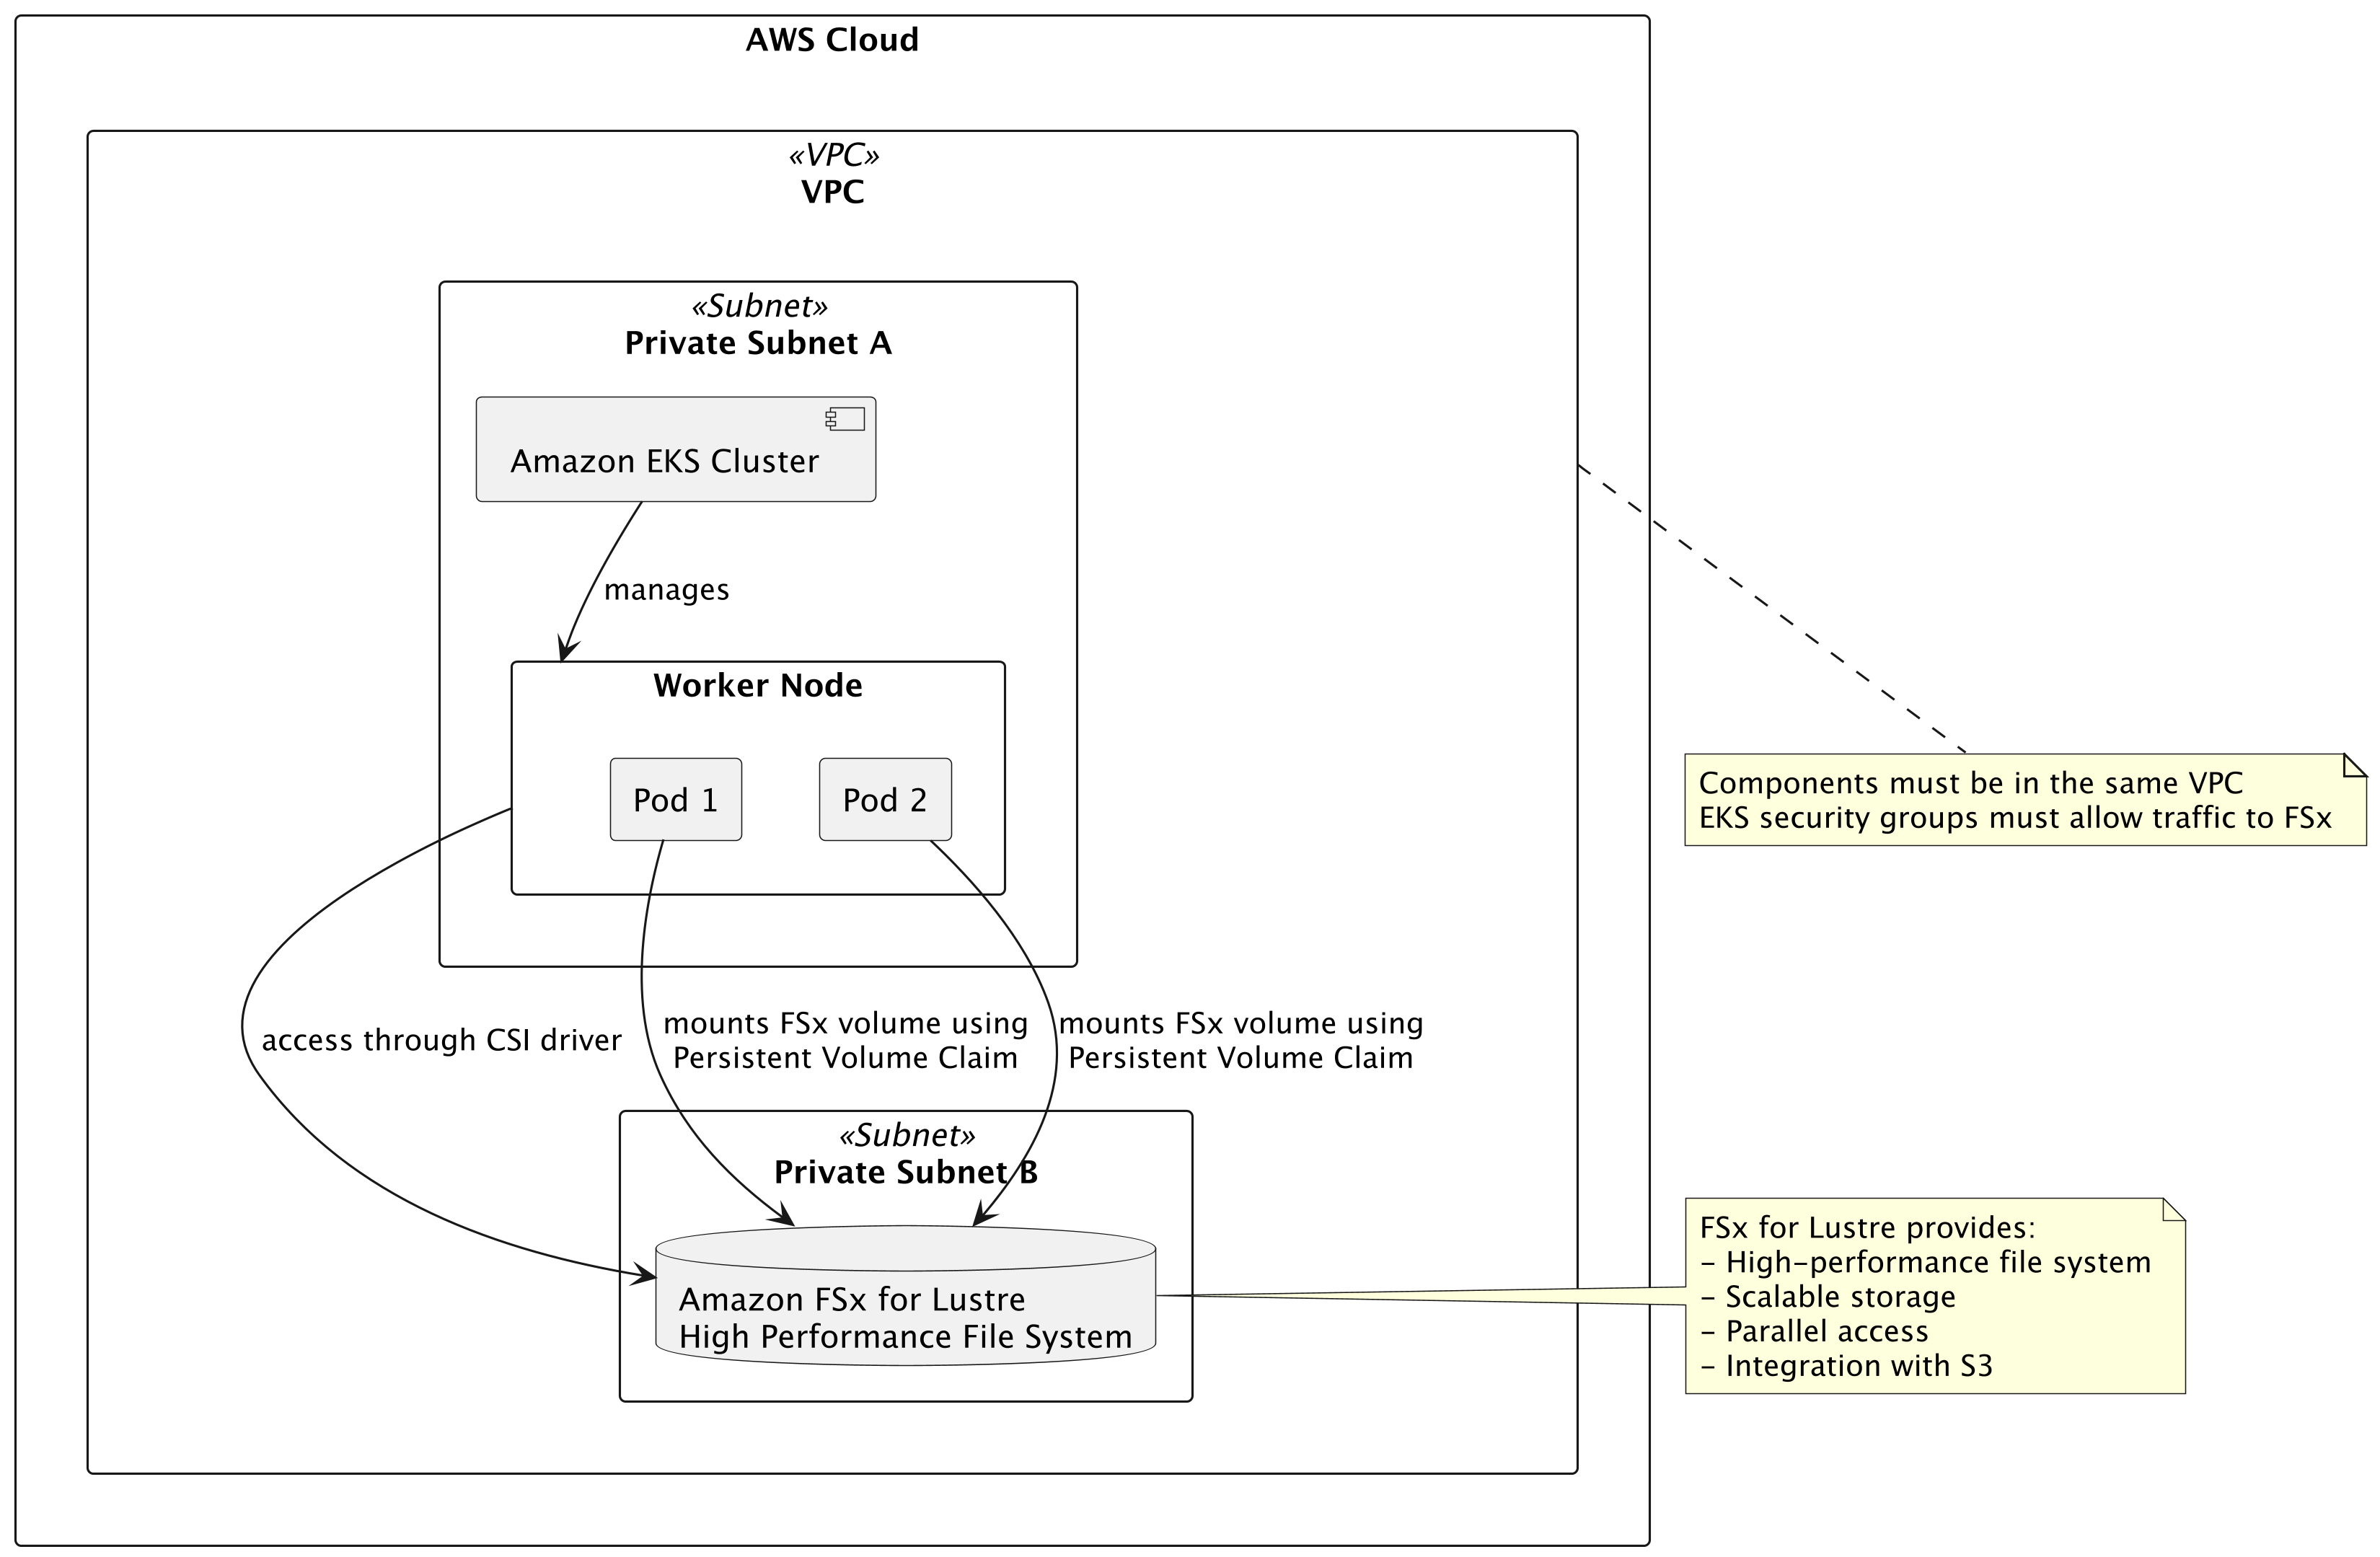 AWS Cloud
«VPC»
VPC
«Subnet»
Private Subnet A
Amazon EKS Cluster
manages
Worker Node
Pod 1
Pod 2
Components must be in the same VPC
EKS security groups must allow traffic to FSx
access through CSI driver
mounts FSx volume using
Persistent Volume Claim
mounts FSx volume using
Persistent Volume Claim
«Subnet»
Private Subnet B
Amazon FSx for Lustre
High Performance File System
FSx for Lustre provides:
- High-performance file system
- Scalable storage
- Parallel access
- Integration with S3